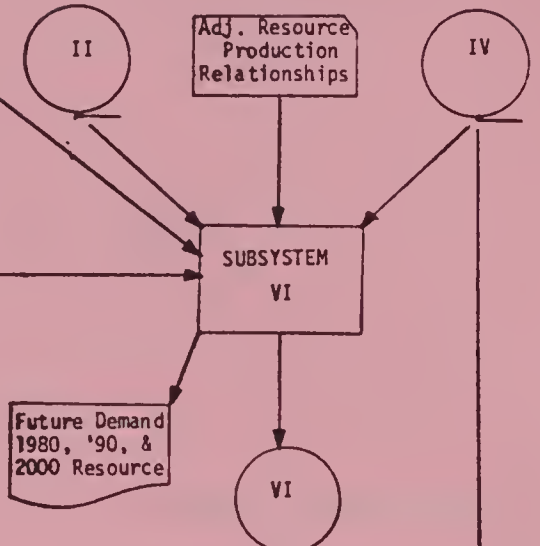 II
Adj. Resource
Production
Relationships
IV
SUBSYSTEM
VI
Future Demand
1980, '90, &
2000 Resource
VI